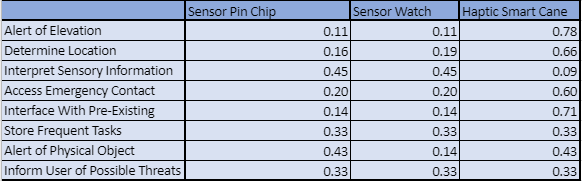 Sensor Pin Chip Sensor Watch Haptic Smart Cane
Alert of Elevation 0.11 0.11 0.78
Determine Location 0.16 0.19 0.66
Interpret Sensory Information 0.45 0.45 0.09
Access Emergency Contact 0.20 0.20 0.60
Interface With Pre-Existing 0.14 0.14 0.71
Store Frequent Tasks 0.33 0.33 0.33
Alert of Physical Object 0.43 0.14 0.43
Inform User of Possible Threats 0.33 0.33 0.33